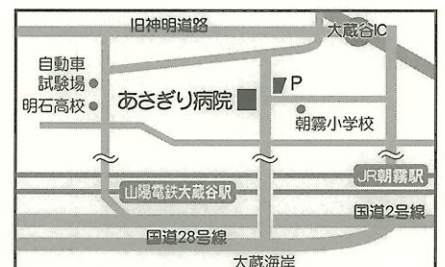 旧神明道路
大蔵谷IC
自動車
試験場
明石高校
あさぎり病院
P
朝霧小学校
JR朝霧駅
山陽電鉄大蔵谷駅
国道2号線
国道28号線
大蔵海岸